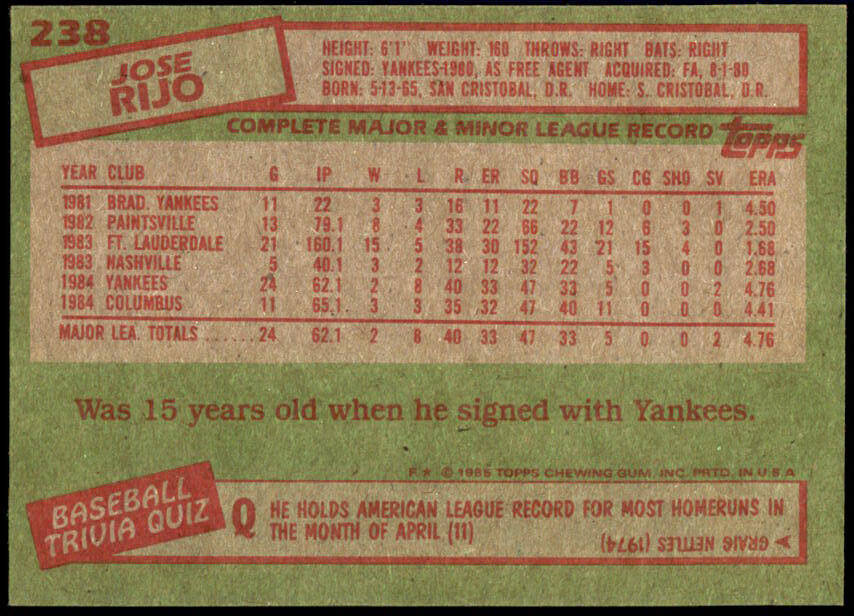 238
JOSE
RIJO
HEIGHT: 6'1" WEIGHT: 160 THROWS: RIGHT BATS: RIGHT
SIGNED: YANKEES-1980, AS FREE AGENT ACQUIRED: FA, 8-1-80
BORN: 5-13-65, SAN CRISTOBAL, D.R. HOME: S. CRISTOBAL, D.R.
COMPLETE MAJOR & MINOR LEAGUE RECORD topps
YEAR CLUB G IP W L R ER SO BB GS CG SHO SV ERA
1981 BRAD. YANKEES 11 22 3 3 16 11 22 7 1 0 0 1 4.50
1982 PAINTSVILLE 13 79.1 8 4 33 22 66 22 12 6 3 0 2.50
1983 FT. LAUDERDALE 21 160.1 15 5 38 30 152 43 21 15 4 0 1.68
1983 NASHVILLE 5 40.1 3 2 12 12 32 22 5 3 0 0 2.68
1984 YANKEES 24 62.1 2 8 40 33 47 33 5 0 0 2 4.76
1984 COLUMBUS 11 65.1 3 3 35 32 47 40 11 0 0 0 4.41
MAJOR LEA. TOTALS ...... 24 62.1 2 8 40 33 47 33 5 0 0 2 4.76
Was 15 years old when he signed with Yankees.
F★ © 1985 TOPPS CHEWING GUM, INC. PRTD. IN U.S.A.
BASEBALL
TRIVIA QUIZ
Q HE HOLDS AMERICAN LEAGUE RECORD FOR MOST HOMERUNS IN
THE MONTH OF APRIL (11)
A GRAIG NETTLES (1974)